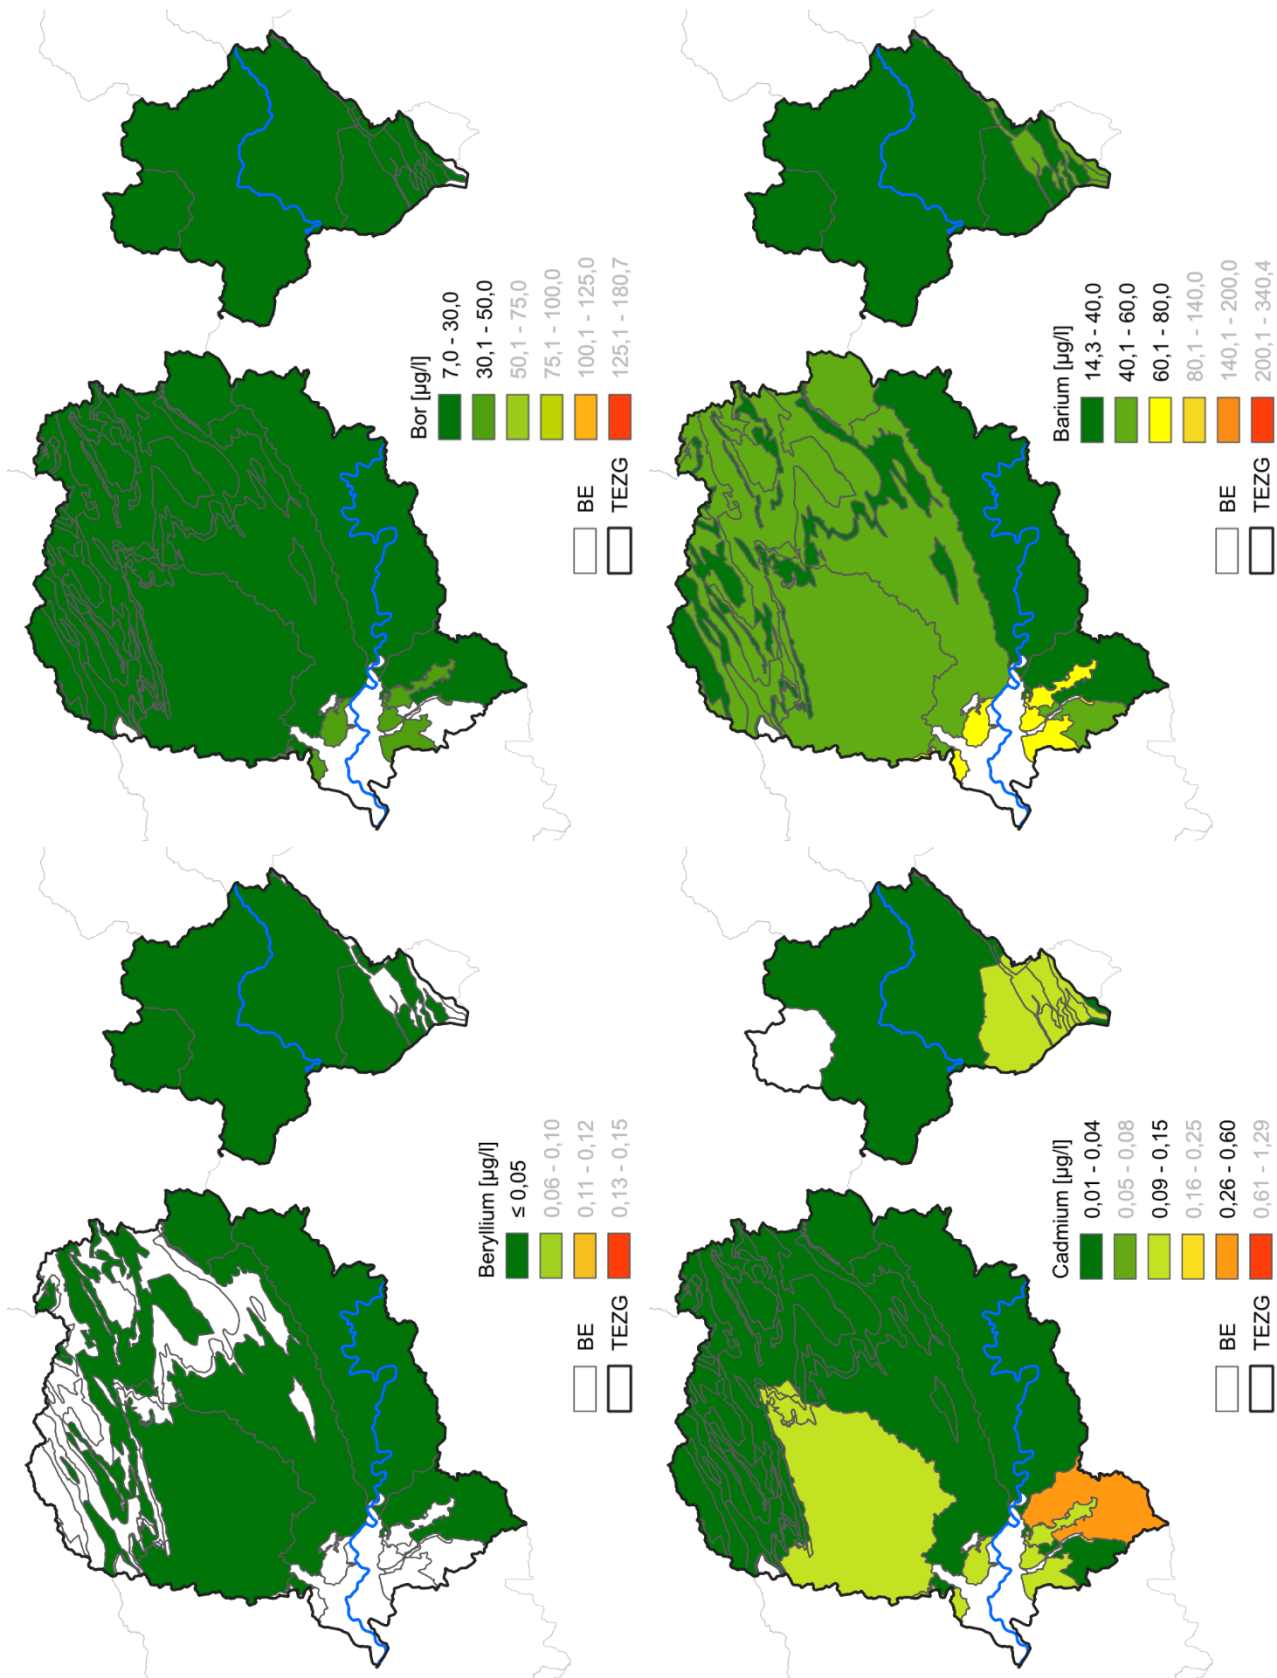 Beryllium [µg/l]
≤ 0,05
0,06 - 0,10
0,11 - 0,12
0,13 - 0,15
BE
TEZG
Bor [µg/l]
7,0 - 30,0
30,1 - 50,0
50,1 - 75,0
75,1 - 100,0
100,1 - 125,0
125,1 - 180,7
BE
TEZG
Cadmium [µg/l]
0,01 - 0,04
0,05 - 0,08
0,09 - 0,15
0,16 - 0,25
0,26 - 0,60
0,61 - 1,29
BE
TEZG
Barium [µg/l]
14,3 - 40,0
40,1 - 60,0
60,1 - 80,0
80,1 - 140,0
140,1 - 200,0
200,1 - 340,4
BE
TEZG